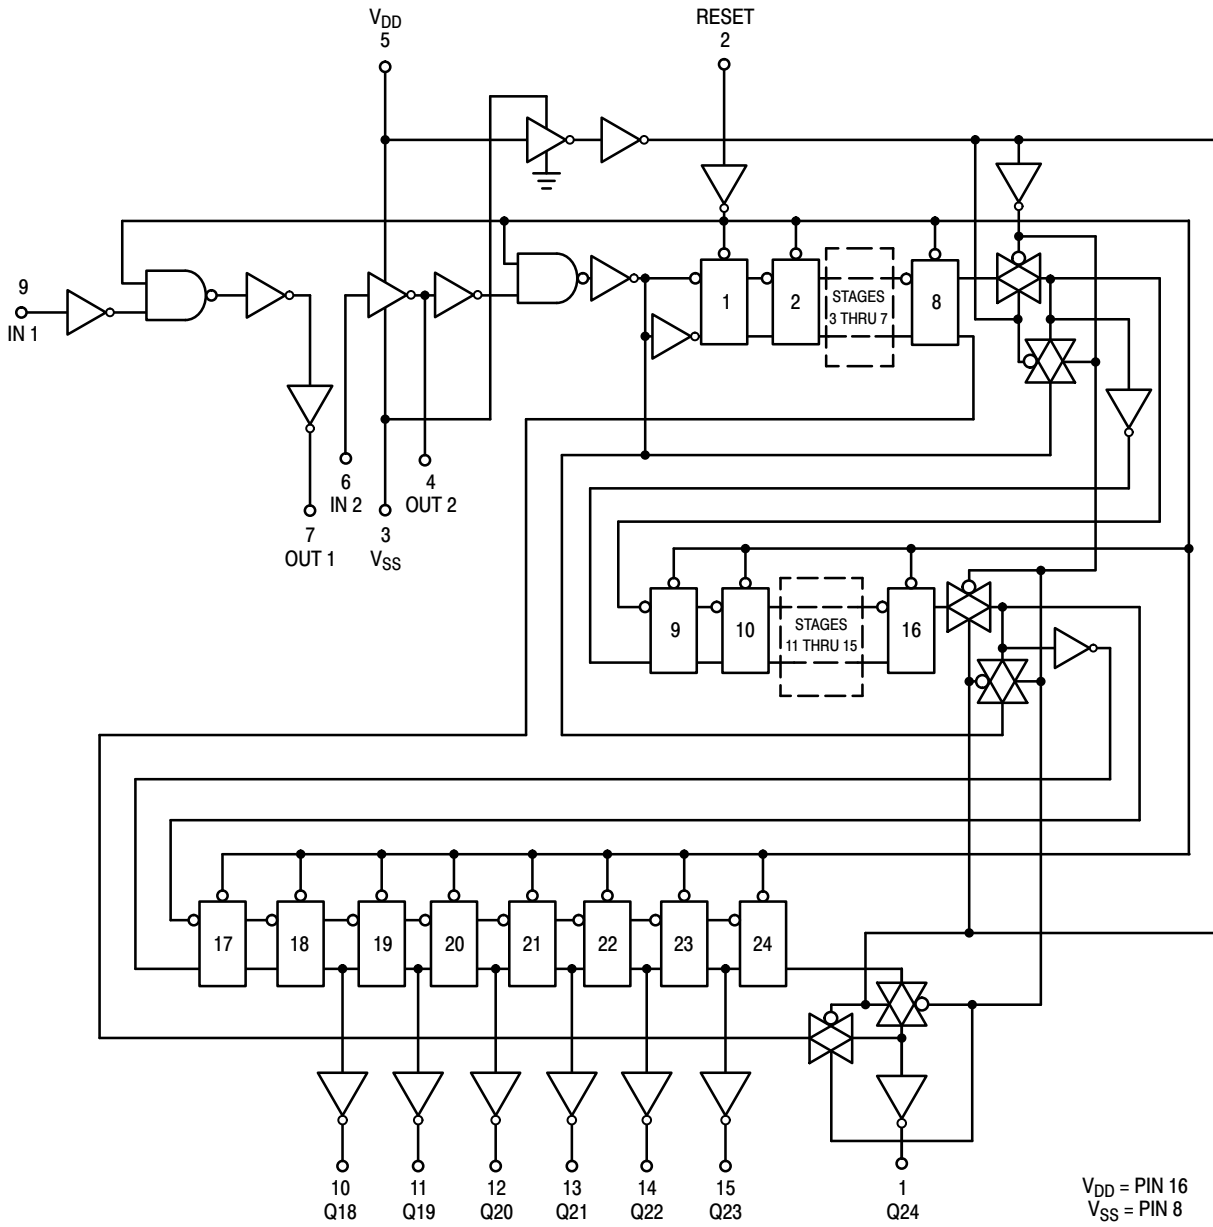 VDD
5
RESET
2
9
IN 1
1
2
STAGES
3 THRU 7
8
6
IN 2
4
OUT 2
7
OUT 1
3
VSS
9
10
STAGES
11 THRU 15
16
17
18
19
20
21
22
23
24
10
Q18
11
Q19
12
Q20
13
Q21
14
Q22
15
Q23
1
Q24
VDD = PIN 16
VSS = PIN 8